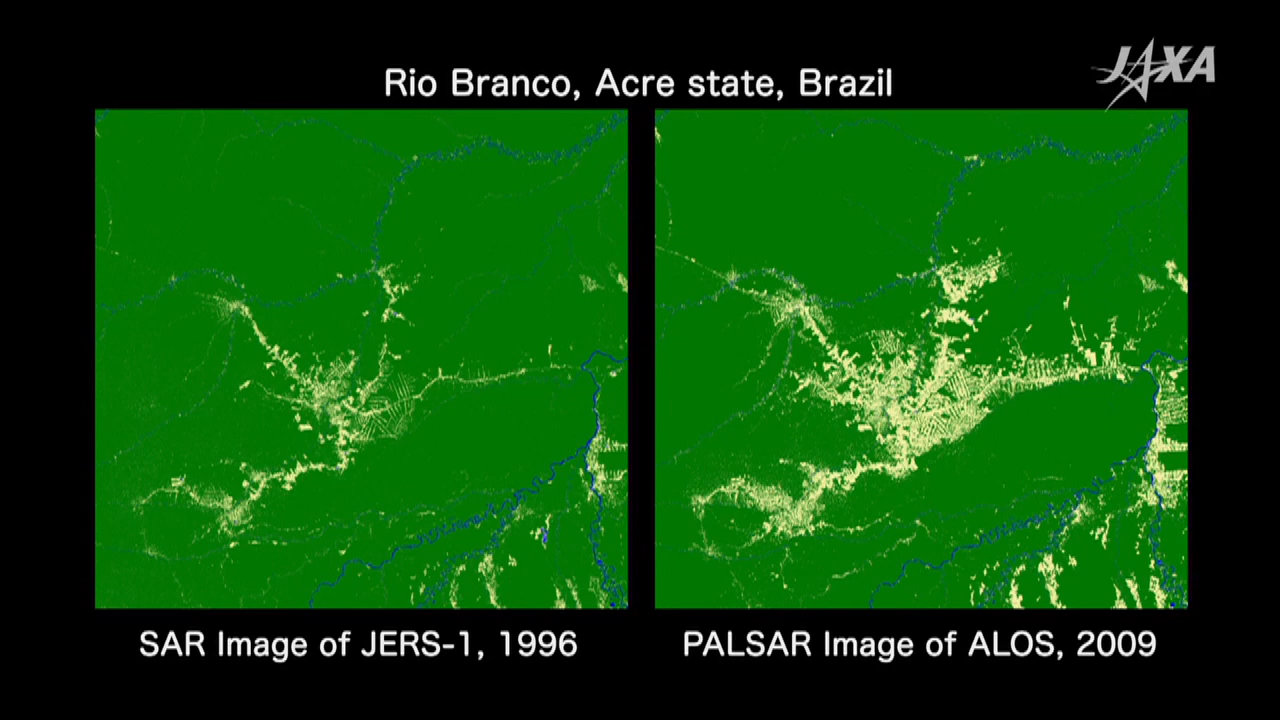 JAXA
Rio Branco, Acre state, Brazil
SAR Image of JERS-1, 1996
PALSAR Image of ALOS, 2009